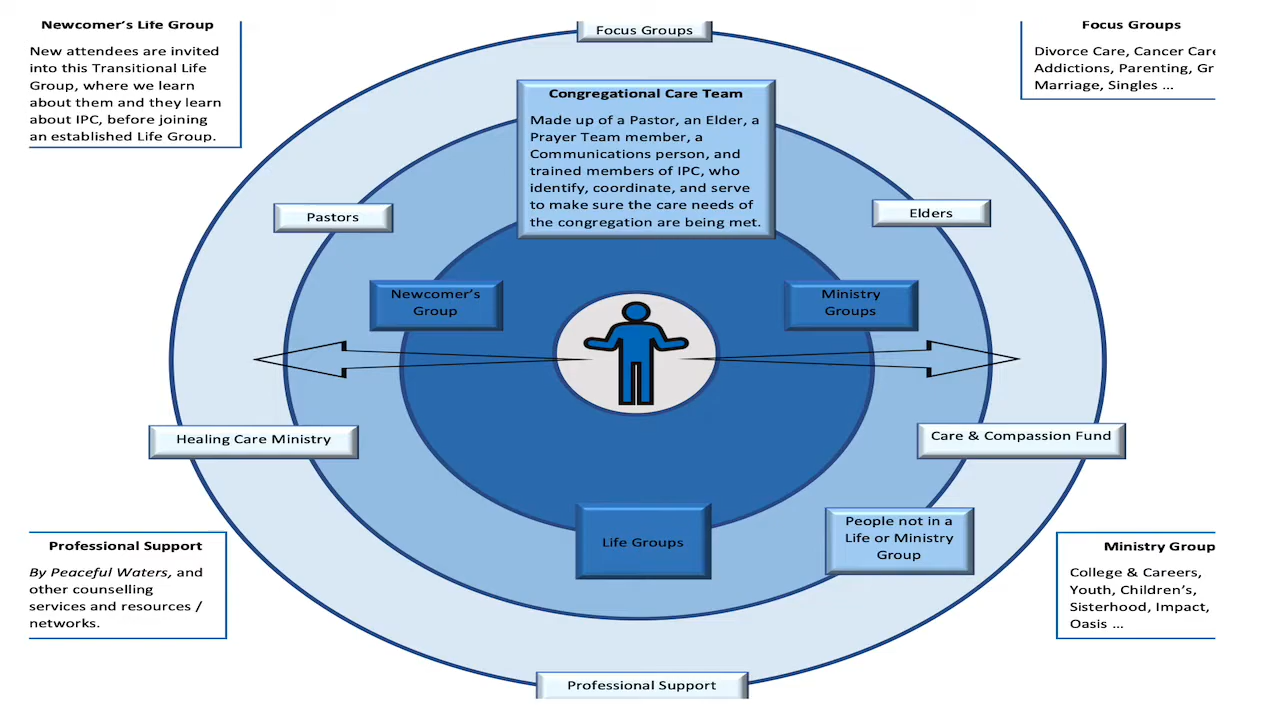 Newcomer's Life Group
New attendees are invited
into this Transitional Life
Group, where we learn
about them and they learn
about IPC, before joining
an established Life Group.
Focus Groups
Focus Groups
Divorce Care, Cancer Care
Addictions, Parenting, Gr
Marriage, Singles ...
Congregational Care Team
Made up of a Pastor, an Elder, a
Prayer Team member, a
Communications person, and
trained members of IPC, who
identify, coordinate, and serve
to make sure the care needs of
the congregation are being met.
Pastors
Elders
Newcomer's
Group
Ministry
Groups
Healing Care Ministry
Care & Compassion Fund
Life Groups
People not in a
Life or Ministry
Group
Professional Support
By Peaceful Waters, and
other counselling
services and resources /
networks.
Ministry Group
College & Careers,
Youth, Children's,
Sisterhood, Impact,
Oasis ...
Professional Support